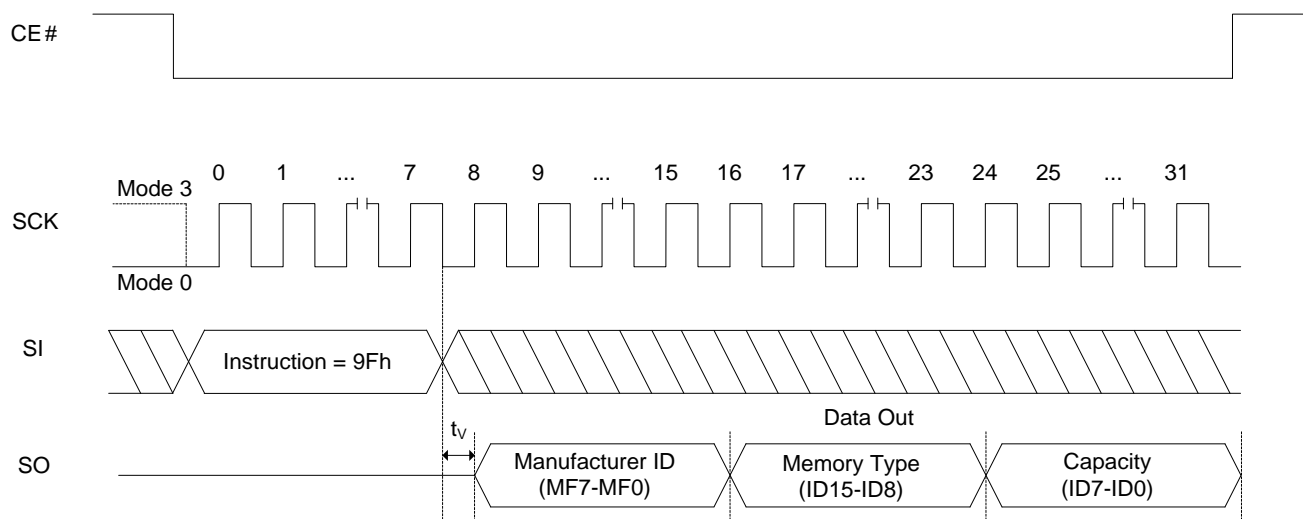 CE#
0 1 ... 7 8 9 ... 15 16 17 ... 23 24 25 ... 31
Mode 3
SCK
Mode 0
SI
Instruction = 9Fh
Data Out
tV
SO
Manufacturer ID
(MF7-MF0)
Memory Type
(ID15-ID8)
Capacity
(ID7-ID0)